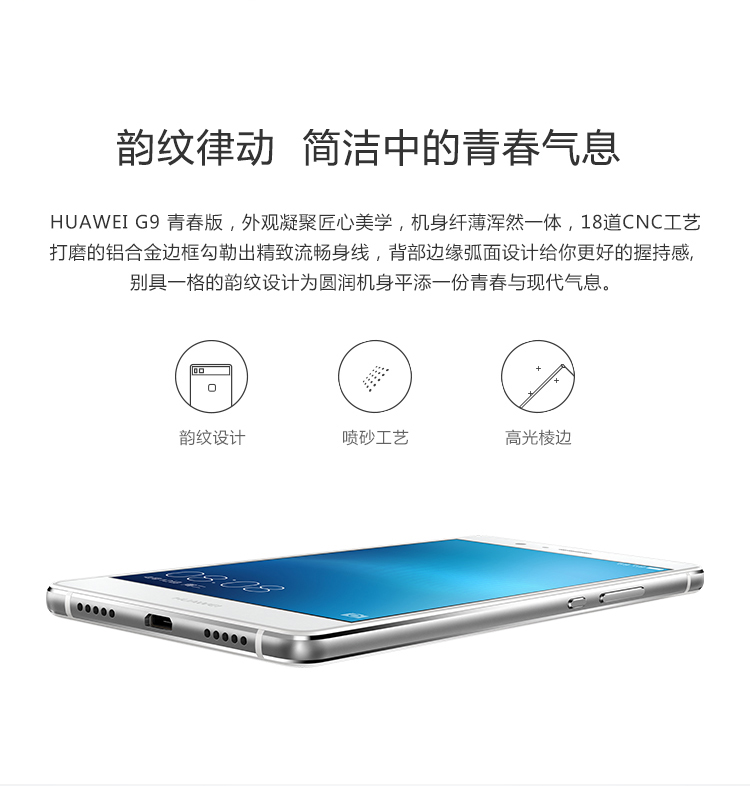 韵纹律动 简洁中的青春气息
HUAWEI G9 青春版，外观凝聚匠心美学，机身纤薄浑然一体，18道CNC工艺
打磨的铝合金边框勾勒出精致流畅身线，背部边缘弧面设计给你更好的握持感,
别具一格的韵纹设计为圆润机身平添一份青春与现代气息。
韵纹设计 喷砂工艺 高光棱边
08:08
HUAWEI